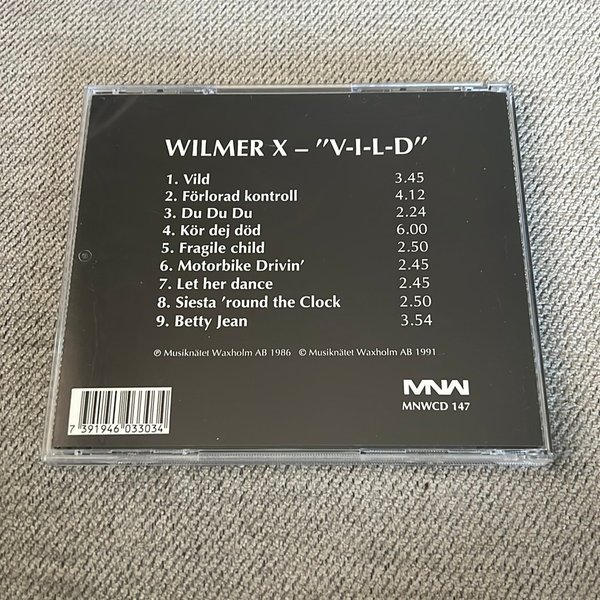 WILMER X – ”V-I-L-D”
1. Vild 3.45
2. Förlorad kontroll 4.12
3. Du Du Du 2.24
4. Kör dej död 6.00
5. Fragile child 2.50
6. Motorbike Drivin’ 2.45
7. Let her dance 2.45
8. Siesta ’round the Clock 2.50
9. Betty Jean 3.54
℗ Musiknätet Waxholm AB 1986 © Musiknätet Waxholm AB 1991
MNW
MNWCD 147
7 391946 033034